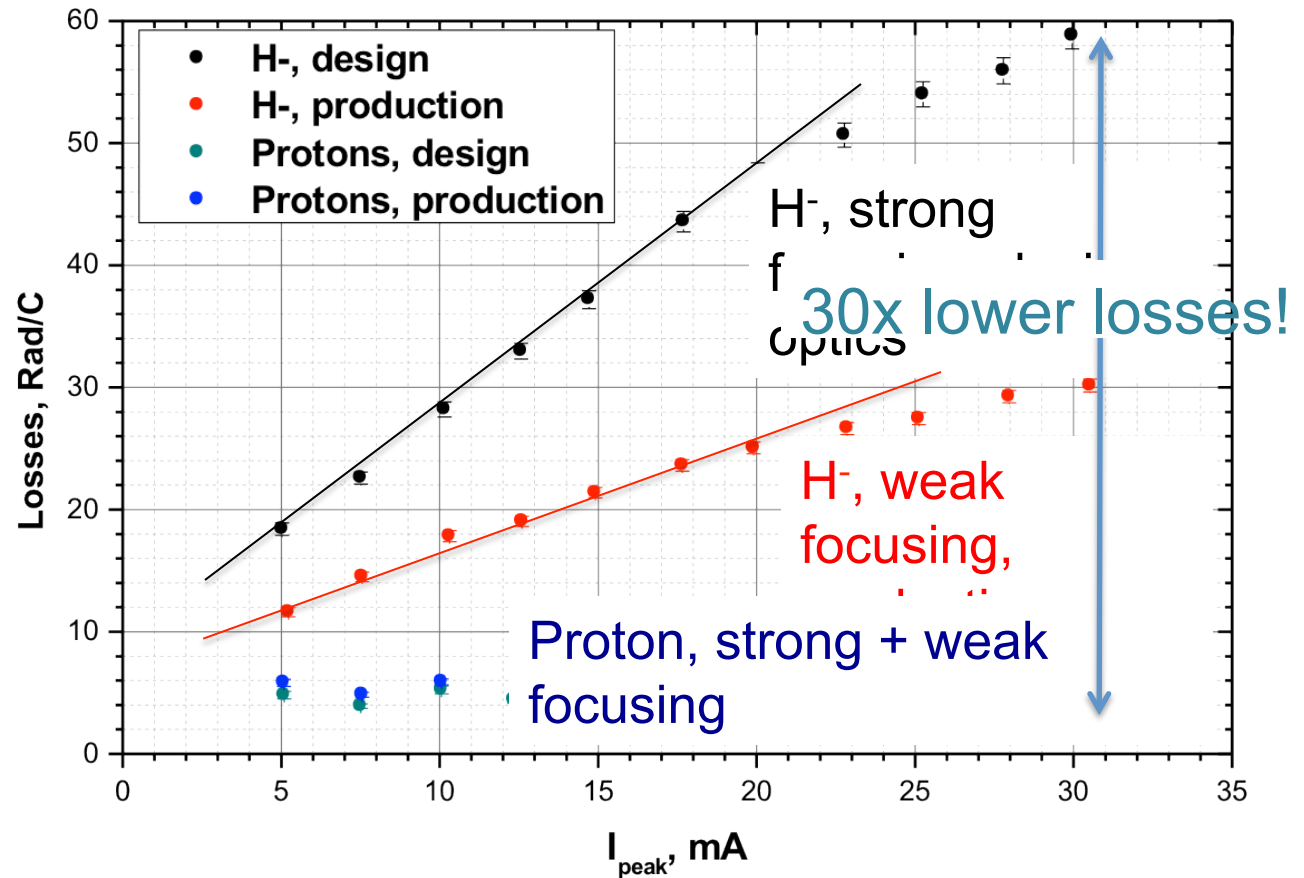 60
50
40
30
20
10
0
Losses, Rad/C
H-, design
H-, production
Protons, design
Protons, production
H-, strong
optics
30x lower losses!
H-, weak
focusing,
Proton, strong + weak
focusing
0 5 10 15 20 25 30 35
Ipeak, mA